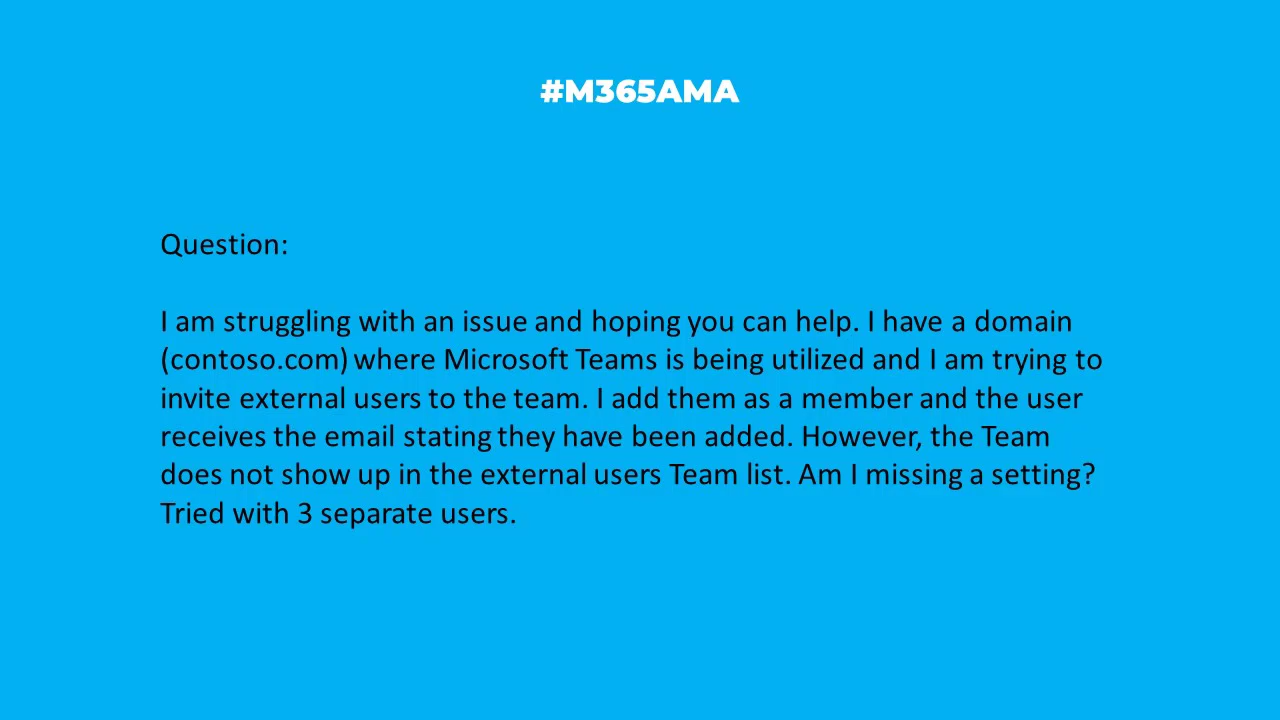 #M365AMA
Question:
I am struggling with an issue and hoping you can help. I have a domain
(contoso.com) where Microsoft Teams is being utilized and I am trying to
invite external users to the team. I add them as a member and the user
receives the email stating they have been added. However, the Team
does not show up in the external users Team list. Am I missing a setting?
Tried with 3 separate users.